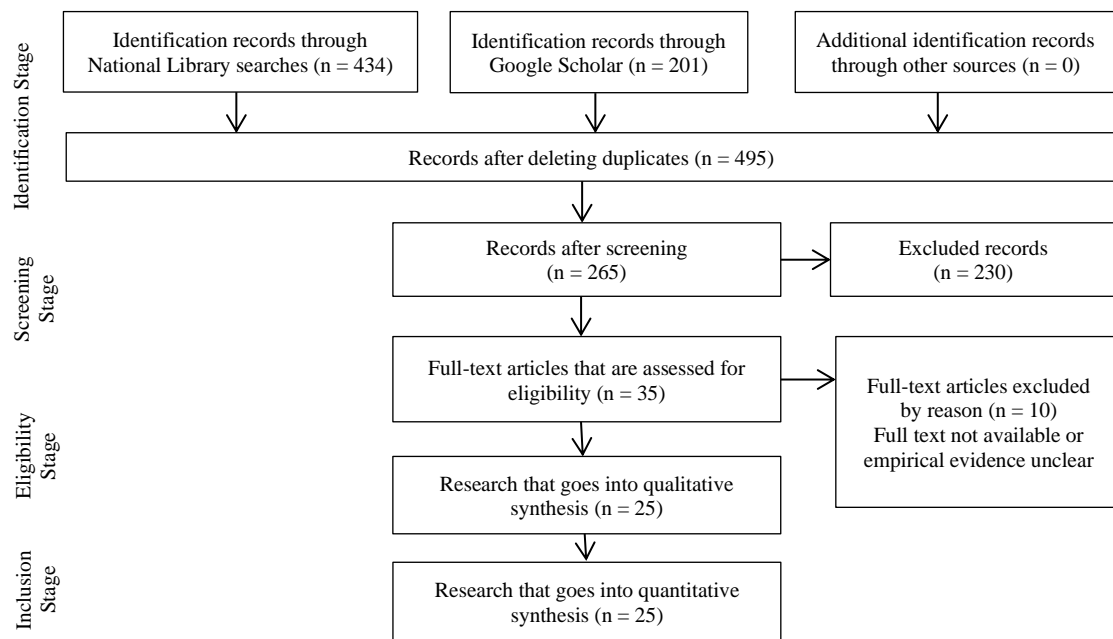 Identification Stage
Identification records through
National Library searches (n = 434)
Identification records through
Google Scholar (n = 201)
Additional identification records
through other sources (n = 0)
Records after deleting duplicates (n = 495)
Screening
Stage
Records after screening
(n = 265)
Excluded records
(n = 230)
Eligibility
Stage
Full-text articles that are assessed for
eligibility (n = 35)
Full-text articles excluded
by reason (n = 10)
Full text not available or
empirical evidence unclear
Research that goes into qualitative
synthesis (n = 25)
Inclusion
Stage
Research that goes into quantitative
synthesis (n = 25)